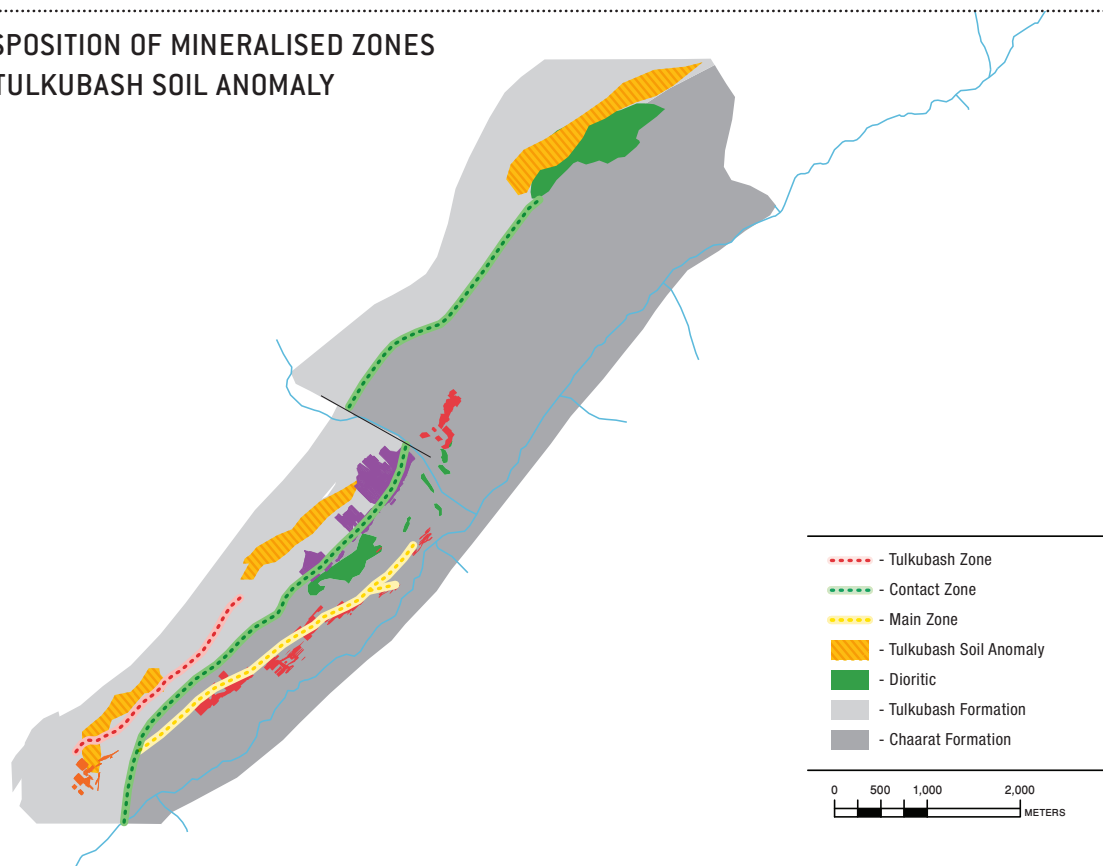 SPOSITION OF MINERALISED ZONES
TULKUBASH SOIL ANOMALY
- Tulkubash Zone
- Contact Zone
- Main Zone
- Tulkubash Soil Anomaly
- Dioritic
- Tulkubash Formation
- Chaarat Formation
0 500 1,000 2,000
METERS